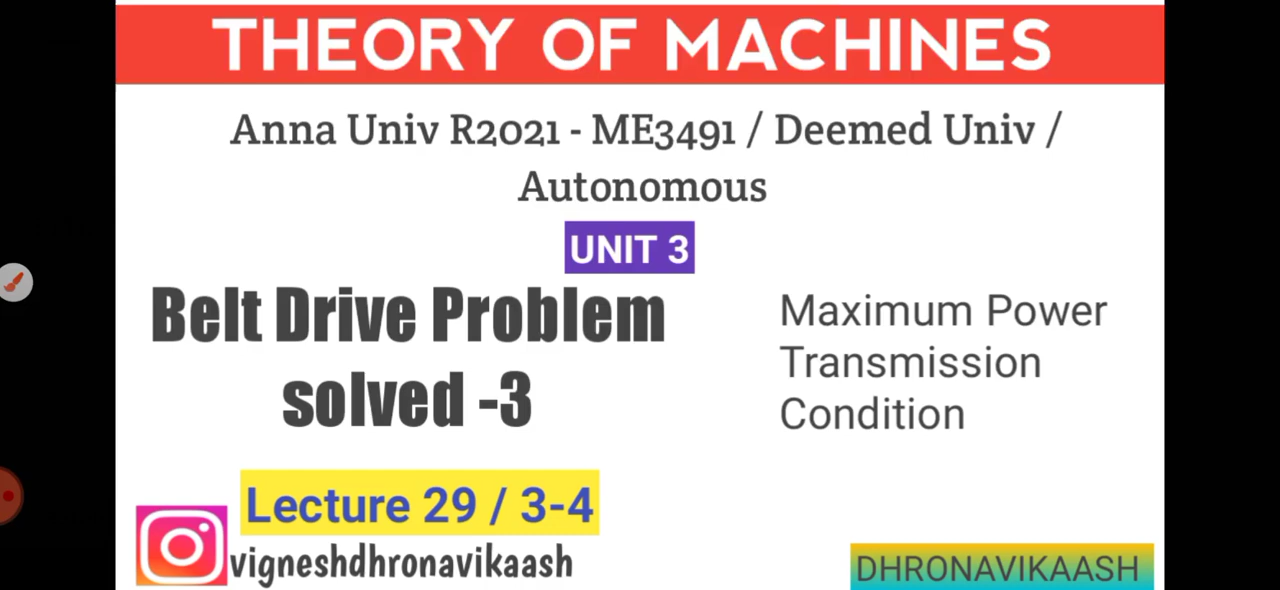 THEORY OF MACHINES
Anna Univ R2021 - ME3491 / Deemed Univ /
Autonomous
UNIT 3
Belt Drive Problem
solved -3
Maximum Power
Transmission
Condition
Lecture 29 / 3-4
vigneshdhronavikaash
DHRONAVIKAASH